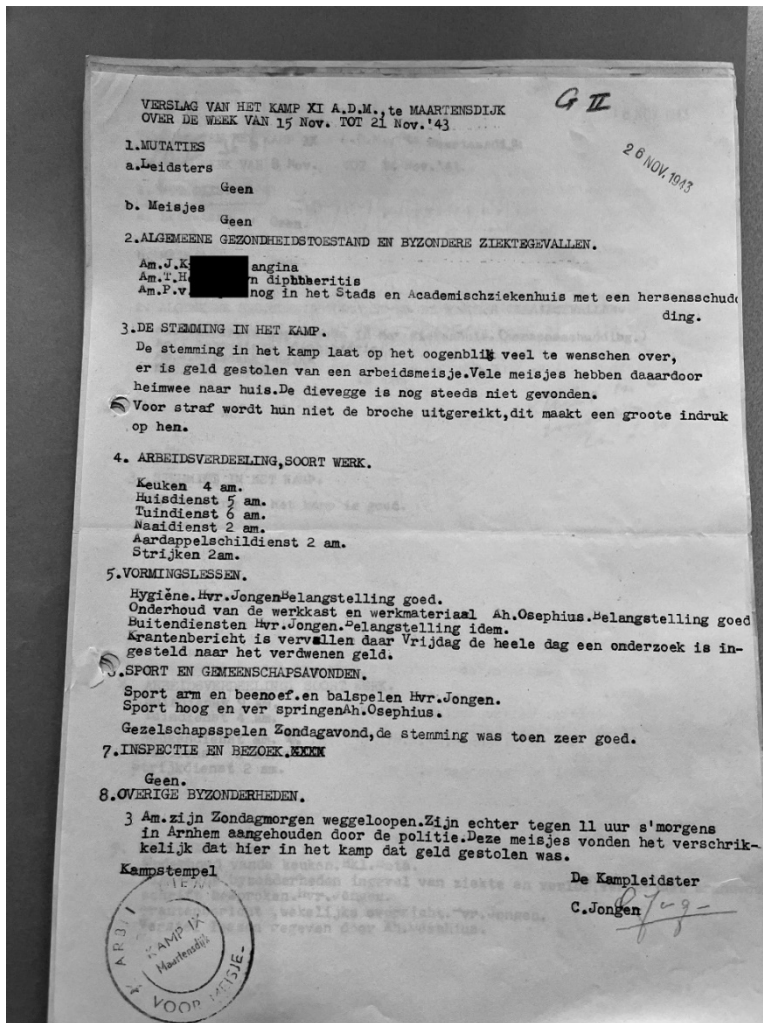 G II
VERSLAG VAN HET KAMP XI A.D.M., te MAARTENSDIJK
OVER DE WEEK VAN 15 Nov. TOT 21 Nov.'43
26 NOV. 1943
1.MUTATIES
a.Leidsters
Geen
b. Meisjes
Geen
2.ALGEMEENE GEZONDHEIDSTOESTAND EN BYZONDERE ZIEKTEGEVALLEN.
Am.J.K angina
Am.T.H n diphtheritis
Am.P.v. nog in het Stads en Academischziekenhuis met een hersensschud
ding.
3.DE STEMMING IN HET KAMP.
De stemming in het kamp laat op het oogenblik veel te wenschen over,
er is geld gestolen van een arbeidsmeisje.Vele meisjes hebben daaardoor
heimwee naar huis.De dievegge is nog steeds niet gevonden.
Voor straf wordt hun niet de broche uitgereikt,dit maakt een groote indruk
op hen.
4. ARBEIDSVERDEELING,SOORT WERK.
Keuken 4 am.
Huisdienst 5 am.
Tuindienst 6 am.
Naaidienst 2 am.
Aardappelschildienst 2 am.
Strijken 2am.
5.VORMINGSLESSEN.
Hygiëne.Hvr.JongenBelangstelling goed.
Onderhoud van de werkkast en werkmateriaal Ah.Osephius.Belangstelling goed
Buitendiensten Hvr.Jongen.Belangstelling idem.
Krantenbericht is vervallen daar Vrijdag de heele dag een onderzoek is in-
gesteld naar het verdwenen geld.
.SPORT EN GEMEENSCHAPSAVONDEN.
Sport arm en beenoef.en balspelen Hvr.Jongen.
Sport hoog en ver springenAh.Osephius.
Gezelschapsspelen Zondagavond,de stemming was toen zeer goed.
7.INSPECTIE EN BEZOEK.
Geen.
8.OVERIGE BYZONDERHEDEN.
3 Am.zijn Zondagmorgen weggeloopen.Zijn echter tegen 11 uur s'morgens
in Arnhem aangehouden door de politie.Deze meisjes vonden het verschrik-
kelijk dat hier in het kamp dat geld gestolen was.
Kampstempel
De Kampleidster
C.Jongen
KAMP IX
Maartensdijk
VOOR MEISJE